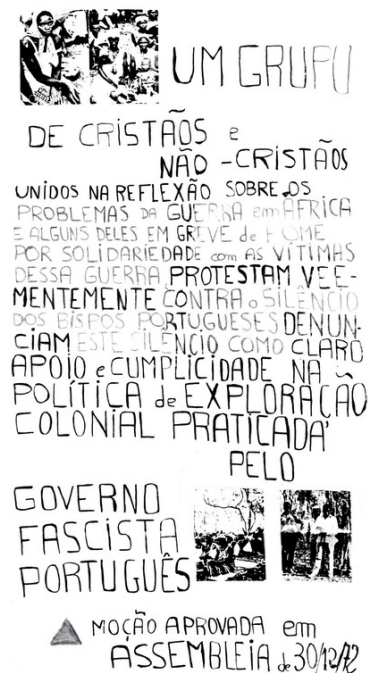 UM GRUPO
DE CRISTÃOS e
NÃO-CRISTÃOS
UNIDOS NA REFLEXÃO SOBRE OS
PROBLEMAS DA GUERRA em AFRICA
E ALGUNS DELES EM GREVE de FOME
POR SOLIDARIEDADE com AS VÍTIMAS
DESSA GUERRA PROTESTAM VEE-
MENTEMENTE CONTRA o SILÊNCIO
DOS BISPOS PORTUGUESES DENUN-
CIAM ESTE SILENCIO COMO CLARO
APOIO e CUMPLICIDADE NA
POLÍTICA de EXPLORAÇÃO
COLONIAL PRATICADA
PELO
GOVERNO
FASCISTA
PORTUGUÊS
MOÇÃO APROVADA em
ASSEMBLEIA de 30/12/72